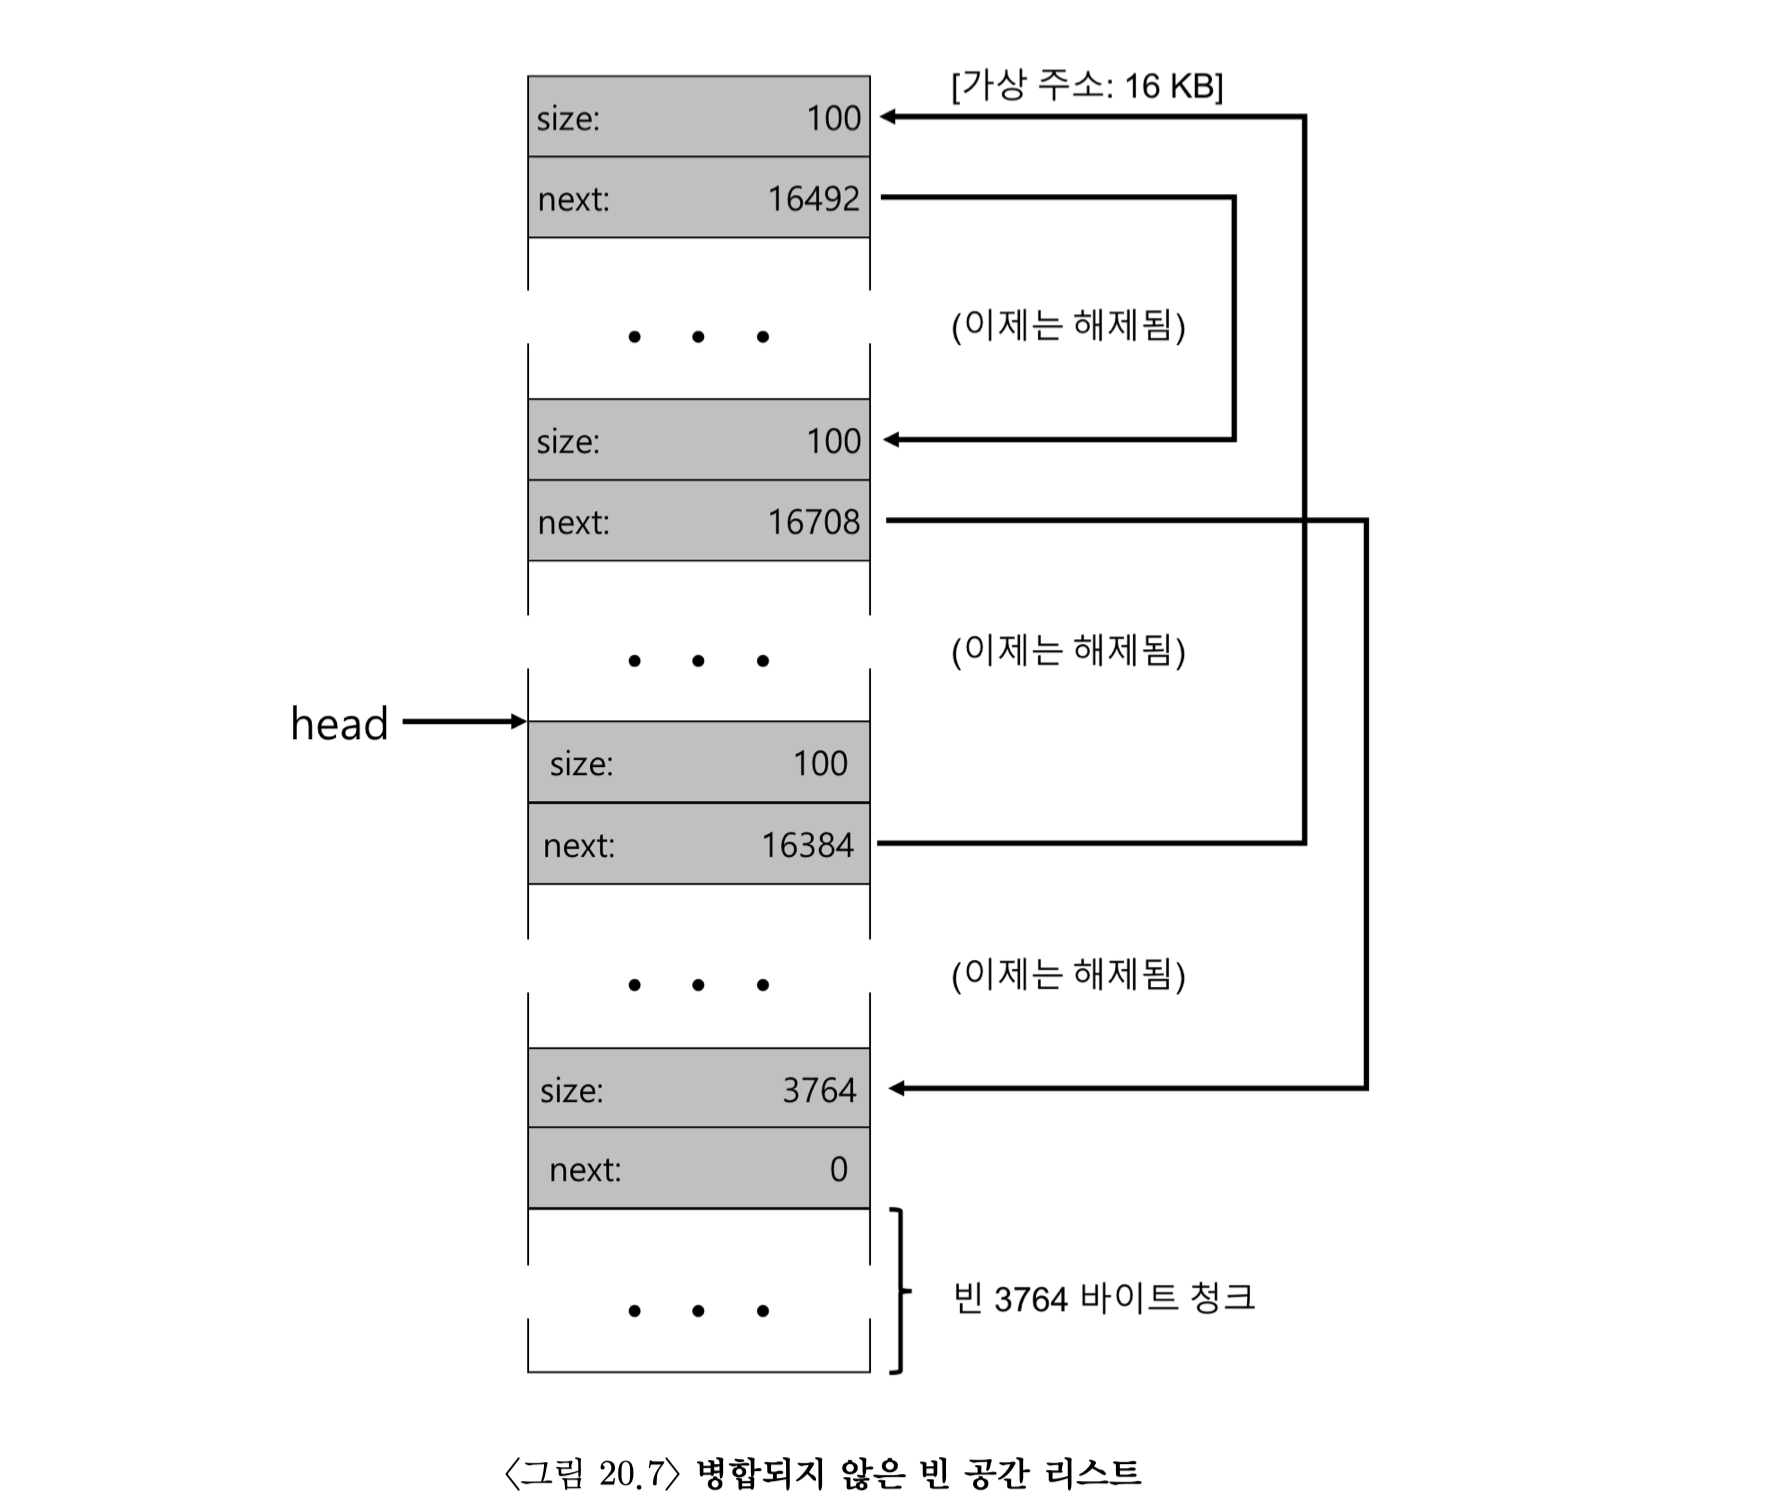 [가상 주소: 16 KB]
size: 100
next: 16492
(이제는 해제됨)
• • •
size: 100
next: 16708
(이제는 해제됨)
• • •
head
size: 100
next: 16384
(이제는 해제됨)
• • •
size: 3764
next: 0
빈 3764 바이트 청크
• • •
〈그림 20.7〉 병합되지 않은 빈 공간 리스트